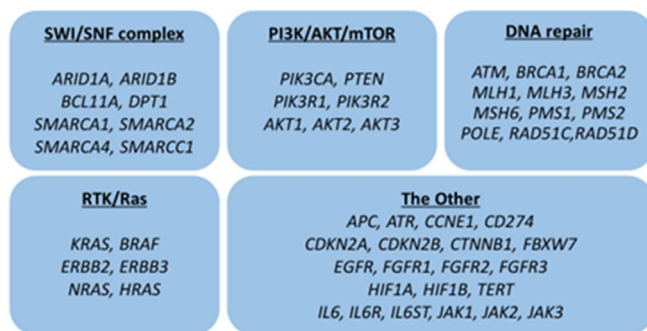 SWI/SNF complex
ARID1A, ARID1B
BCL11A, DPT1
SMARCA1, SMARCA2
SMARCA4, SMARCC1
PI3K/AKT/mTOR
PIK3CA, PTEN
PIK3R1, PIK3R2
AKT1, AKT2, AKT3
DNA repair
ATM, BRCA1, BRCA2
MLH1, MLH3, MSH2
MSH6, PMS1, PMS2
POLE, RAD51C,RAD51D
RTK/Ras
KRAS, BRAF
ERBB2, ERBB3
NRAS, HRAS
The Other
APC, ATR, CCNE1, CD274
CDKN2A, CDKN2B, CTNNB1, FBXW7
EGFR, FGFR1, FGFR2, FGFR3
HIF1A, HIF1B, TERT
IL6, IL6R, IL6ST, JAK1, JAK2, JAK3